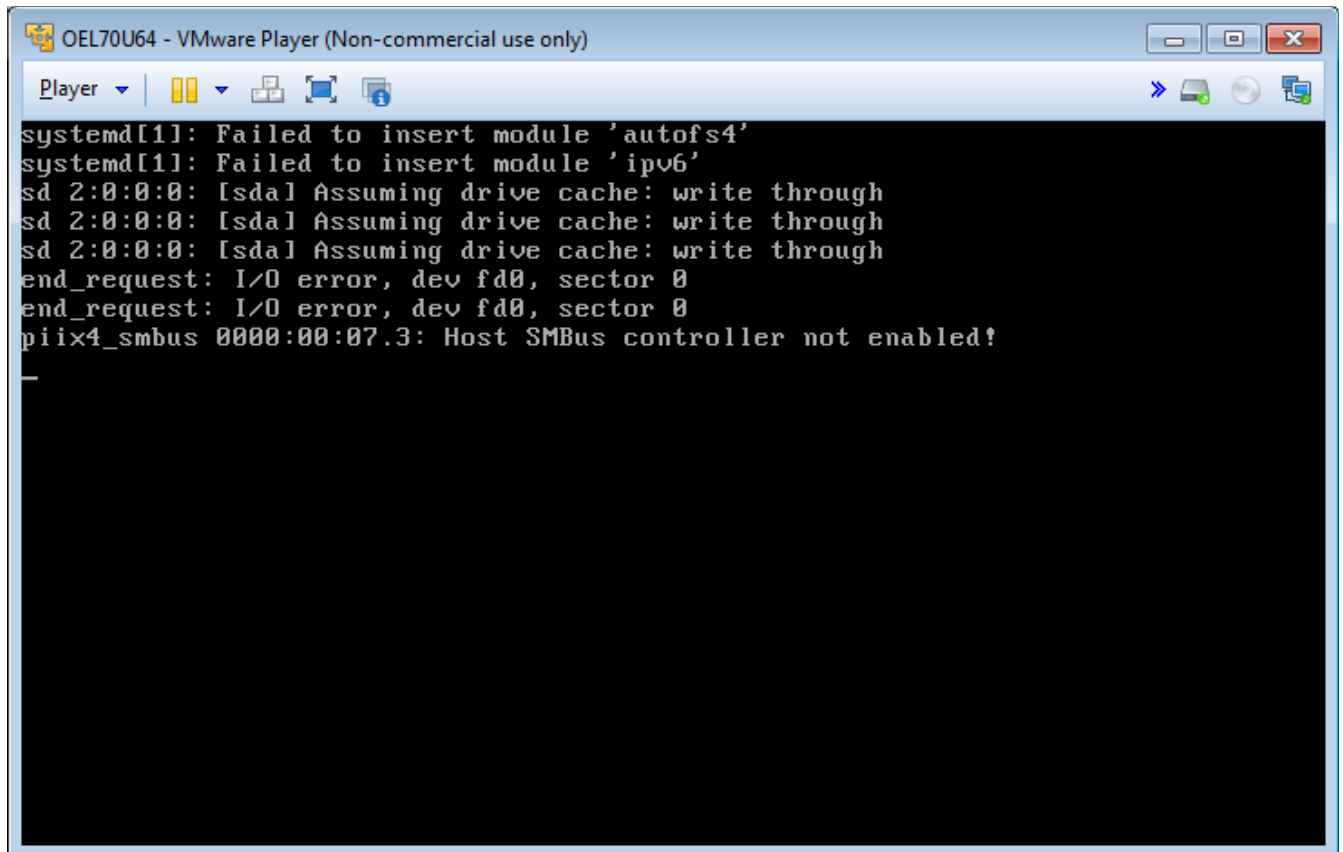 OEL70U64 - VMware Player (Non-commercial use only)
Player
systemd[1]: Failed to insert module 'autofs4'
systemd[1]: Failed to insert module 'ipv6'
sd 2:0:0:0: [sda] Assuming drive cache: write through
sd 2:0:0:0: [sda] Assuming drive cache: write through
sd 2:0:0:0: [sda] Assuming drive cache: write through
end_request: I/O error, dev fd0, sector 0
end_request: I/O error, dev fd0, sector 0
piix4_smbus 0000:00:07.3: Host SMBus controller not enabled!